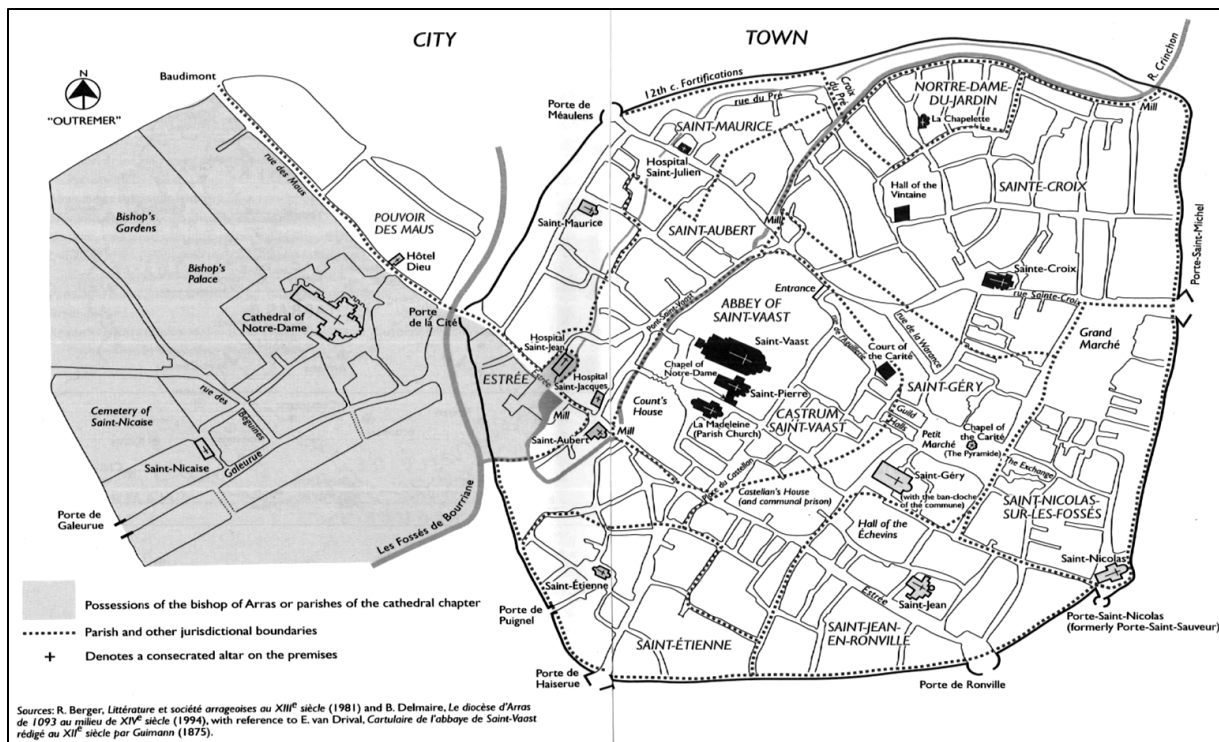 CITY
TOWN
N
"OUTREMER"
Baudimont
rue des Maus
Bishop's
Gardens
Bishop's
Palace
POUVOIR
DES MAUS
Hôtel
Dieu
Cathedral of
Notre-Dame
Porte
de la Cité
rue des
Béguines
Cemetery of
Saint-Nicaise
Saint-Nicaise
Galeurue
Porte de
Galeurue
Les Fossés de Bourriane
12th c. Fortifications
Porte de
Méaulens
rue du Pré
Croix
du Pré
SAINT-MAURICE
Hospital
Saint-Julien
Saint-Maurice
SAINT-AUBERT
Mill
NORTRE-DAME-
DU-JARDIN
La Chapelette
R. Crinchon
Mill
Hall of the
Vintaine
SAINTE-CROIX
Sainte-Croix
rue Sainte-Croix
Porte-Saint-Michel
Grand
Marché
Entrance
ABBEY OF
SAINT-VAAST
Pont-Saint-Vaast
Saint-Vaast
Chapel of
Notre-Dame
Saint-Pierre
La Madeleine
(Parish Church)
CASTRUM
SAINT-VAAST
rue de la Warance
Court of
the Carité
SAINT-GÉRY
Guild
Halls
Petit
Marché
Chapel of
the Carité
(The Pyramide)
The Exchange
Saint-Géry
(with the ban-cloche
of the commune)
SAINT-NICOLAS-
SUR-LES-FOSSÉS
Hospital
Saint-Jean
ESTRÉE
Estrée
Hospital
Saint-Jacques
Mill
Saint-Aubert
Mill
Count's
House
Place du Castellan
Castellan's House
(and communal prison)
Hall of the
Échevins
Saint-Nicolas
Saint-Étienne
Estrée
Saint-Jean
Porte de
Puignel
SAINT-ÉTIENNE
SAINT-JEAN-
EN-RONVILLE
Porte-Saint-Nicolas
(formerly Porte-Saint-Sauveur)
Porte de
Haiserue
Porte de Ronville
Possessions of the bishop of Arras or parishes of the cathedral chapter
Parish and other jurisdictional boundaries
Denotes a consecrated altar on the premises
Sources: R. Berger, Littérature et société arrageoises au XIIIe siècle (1981) and B. Delmaire, Le diocèse d'Arras
de 1093 au milieu de XIVe siècle (1994), with reference to E. van Drival, Cartulaire de l'abbaye de Saint-Vaast
rédigé au XIIe siècle par Guimann (1875).